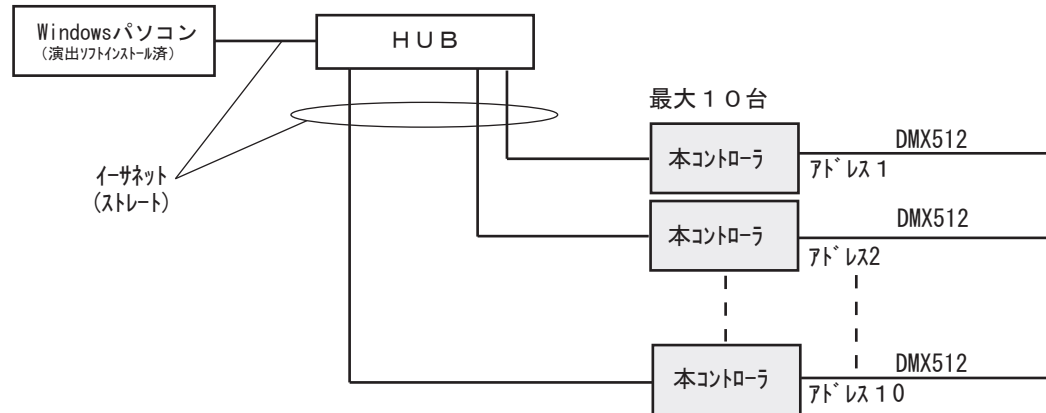 Windowsパソコン
（演出ｿﾌﾄｲﾝｽﾄｰﾙ済）
ＨＵＢ
最大１０台
イーサネット
（ストレート）
本コントローラ
DMX512
アドレス１
本コントローラ
DMX512
アドレス2
本コントローラ
DMX512
アドレス１０